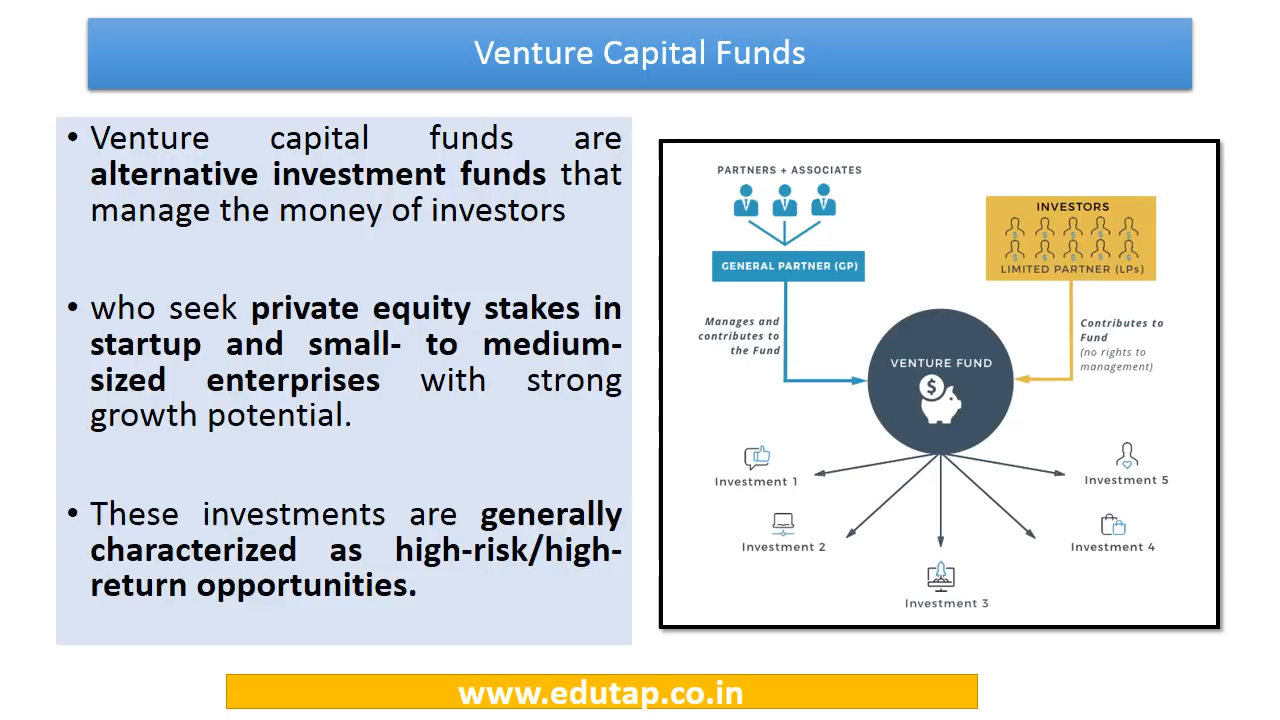 Venture Capital Funds
• Venture capital funds are
alternative investment funds that
manage the money of investors
• who seek private equity stakes in
startup and small- to medium-
sized enterprises with strong
growth potential.
• These investments are generally
characterized as high-risk/high-
return opportunities.
PARTNERS + ASSOCIATES
GENERAL PARTNER (GP)
INVESTORS
LIMITED PARTNER (LPs)
Manages and
contributes to
the Fund
Contributes to
Fund
(no rights to
management)
VENTURE FUND
$
Investment 1
Investment 2
Investment 3
Investment 4
Investment 5
www.edutap.co.in